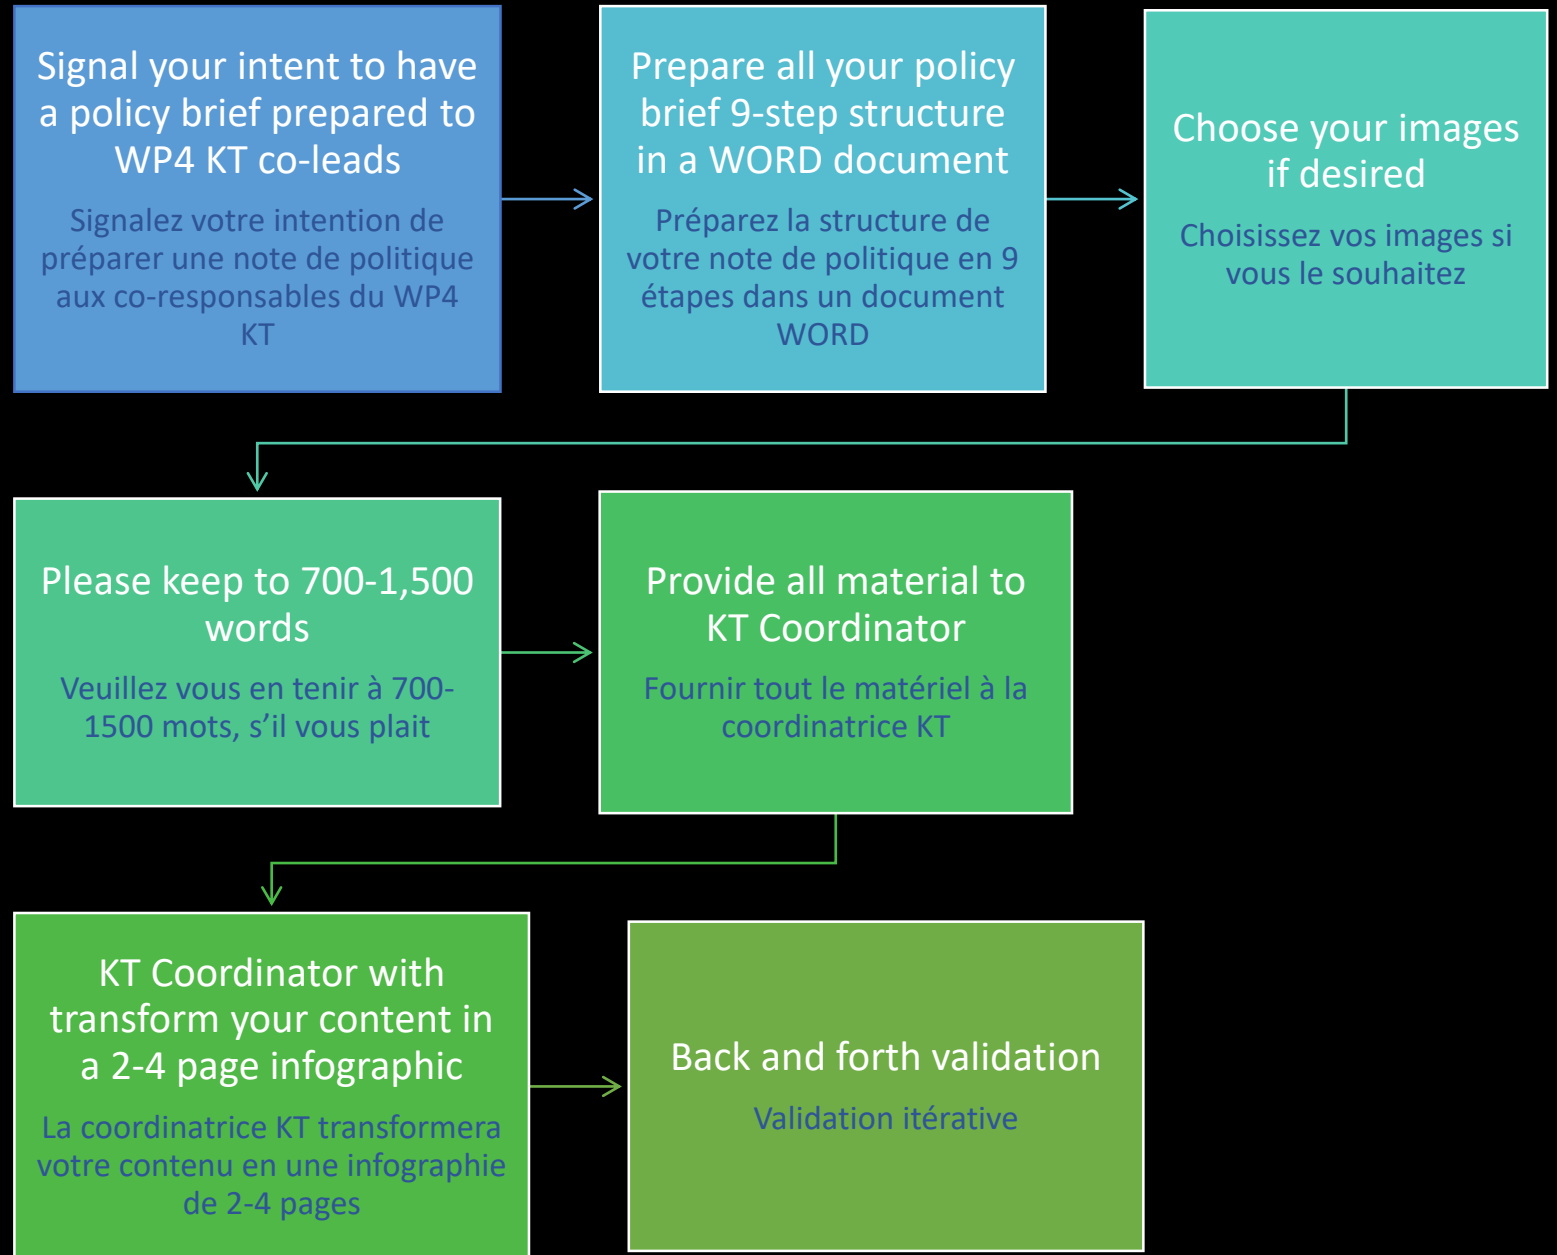 Signal your intent to have
a policy brief prepared to
WP4 KT co-leads
Signalez votre intention de
préparer une note de politique
aux co-responsables du WP4
KT
Prepare all your policy
brief 9-step structure
in a WORD document
Préparez la structure de
votre note de politique en 9
étapes dans un document
WORD
Choose your images
if desired
Choisissez vos images si
vous le souhaitez
Please keep to 700-1,500
words
Veuillez vous en tenir à 700-
1500 mots, s’il vous plait
Provide all material to
KT Coordinator
Fournir tout le matériel à la
coordinatrice KT
KT Coordinator with
transform your content in
a 2-4 page infographic
La coordinatrice KT transformera
votre contenu en une infographie
de 2-4 pages
Back and forth validation
Validation itérative